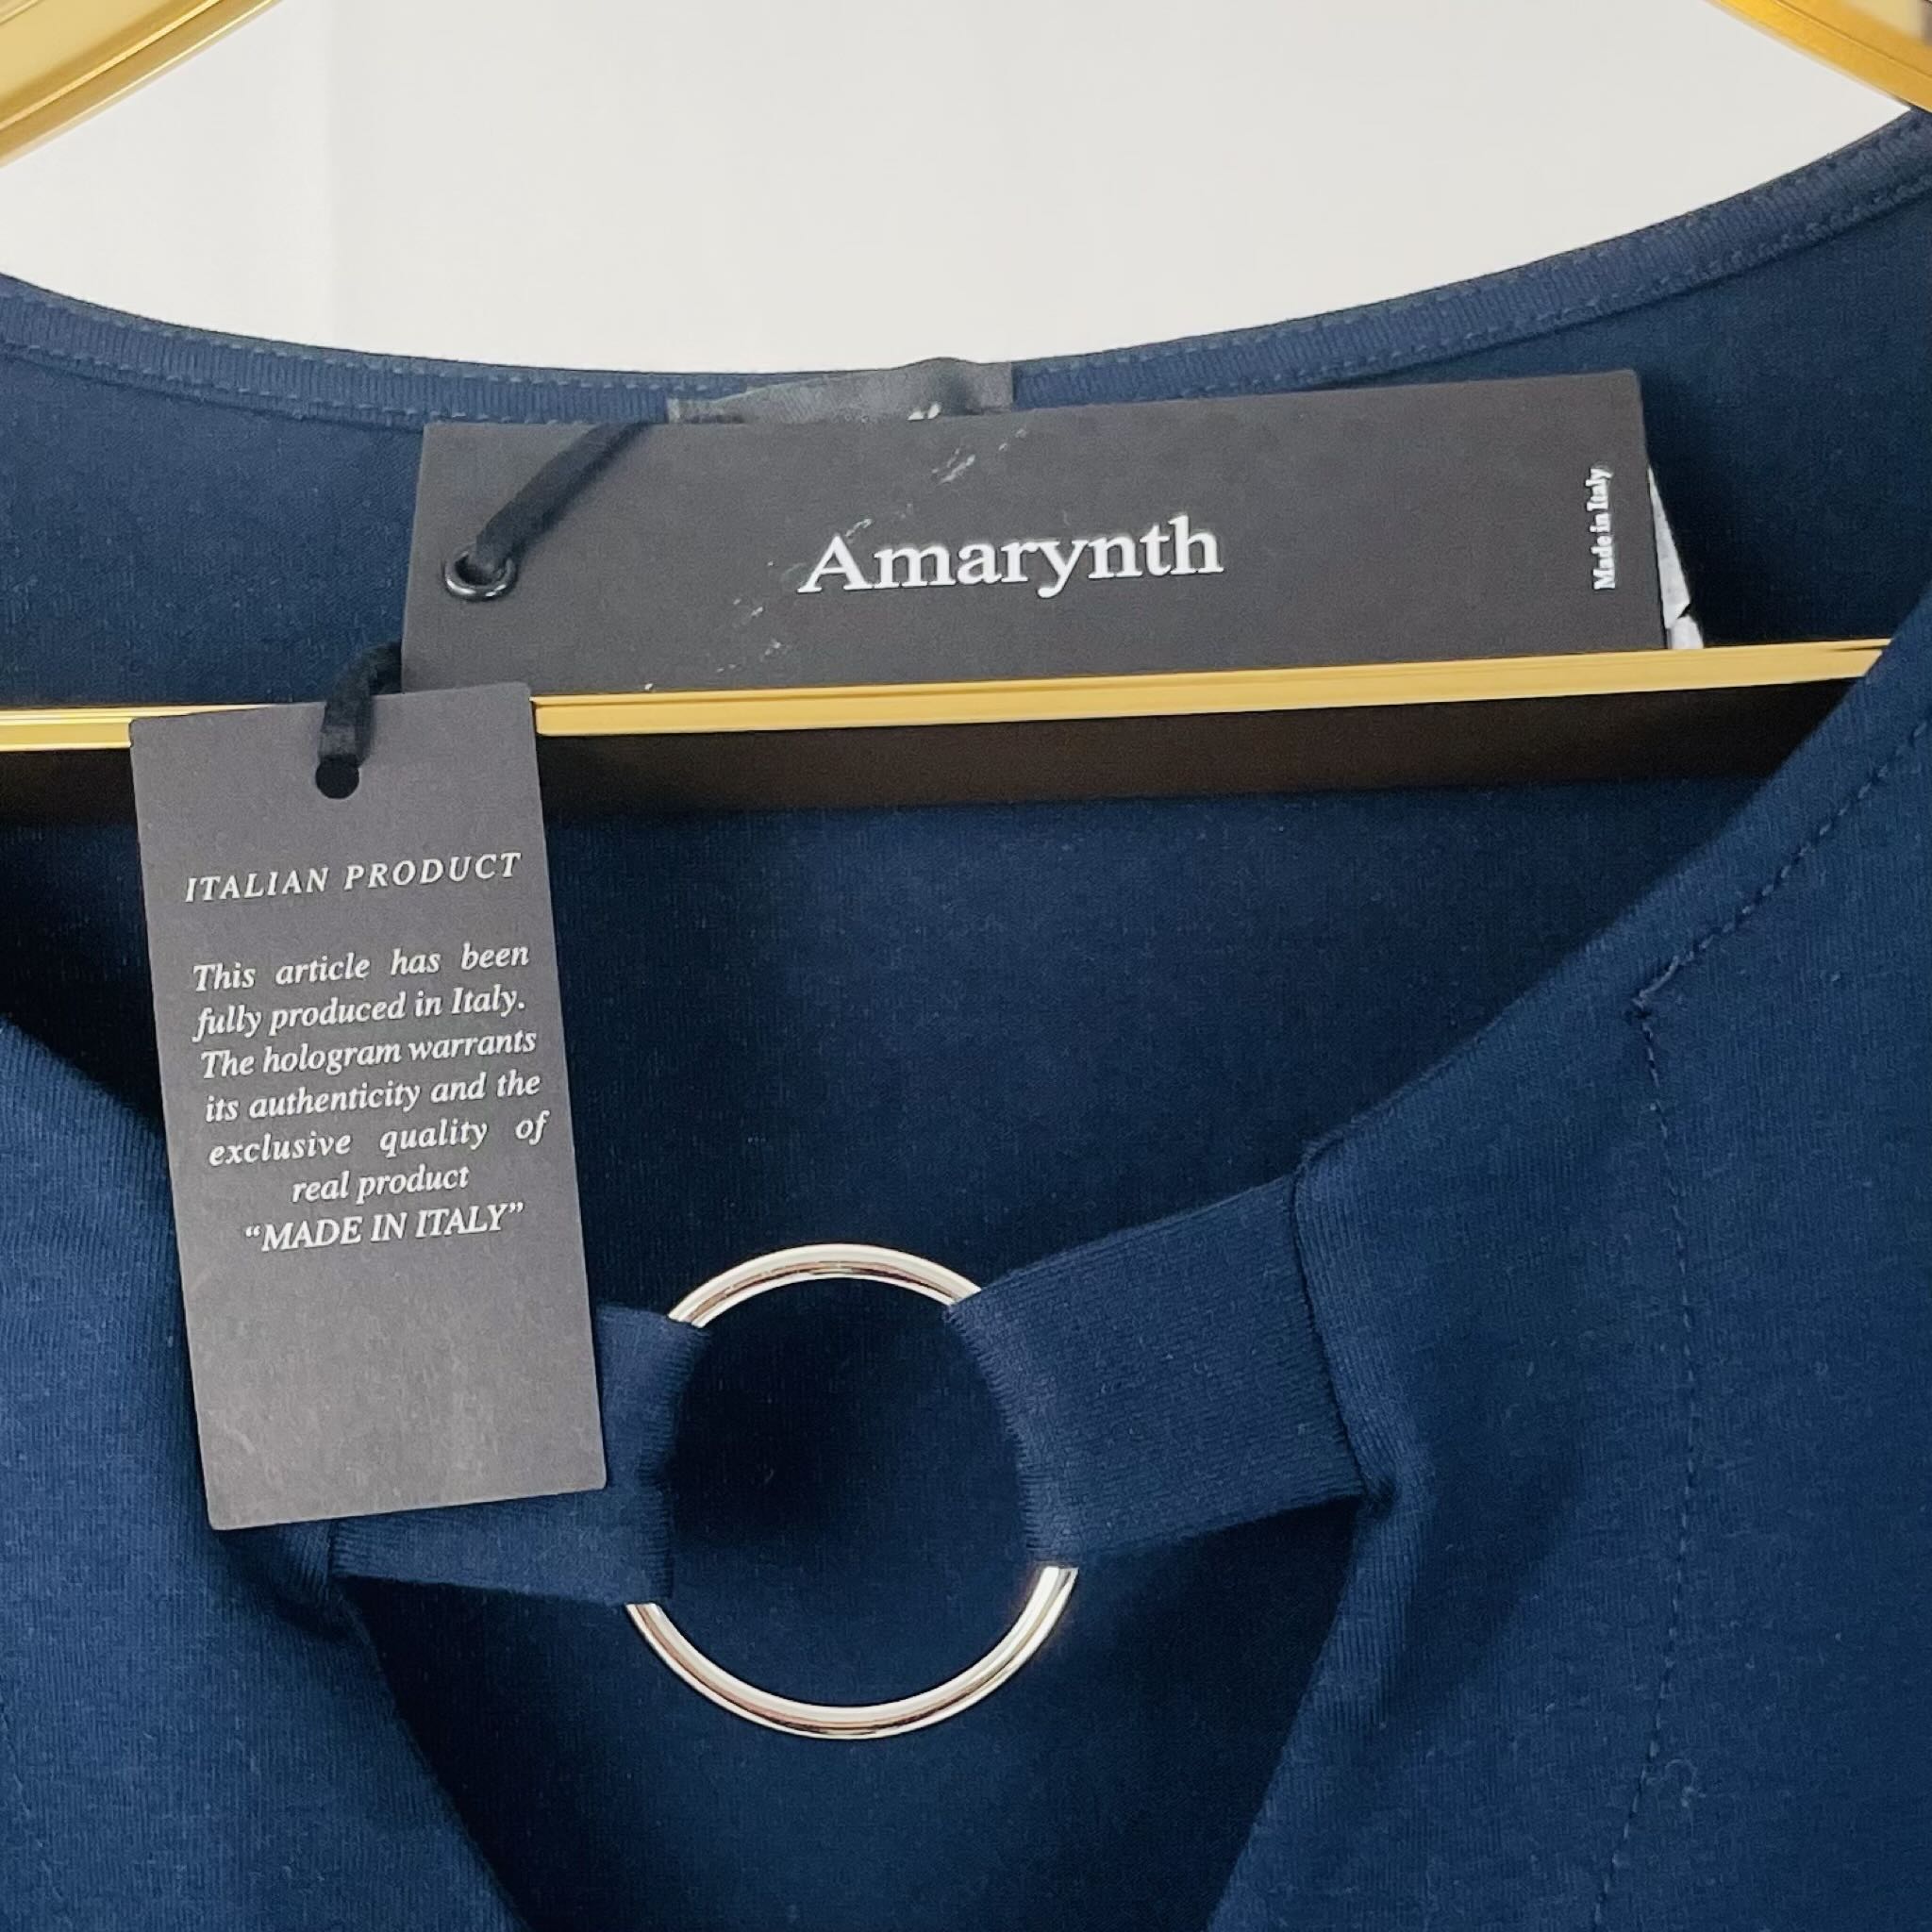 Amarynth
Made in Italy
ITALIAN PRODUCT
This article has been
fully produced in Italy.
The hologram warrants
its authenticity and the
exclusive quality of
real product
“MADE IN ITALY”